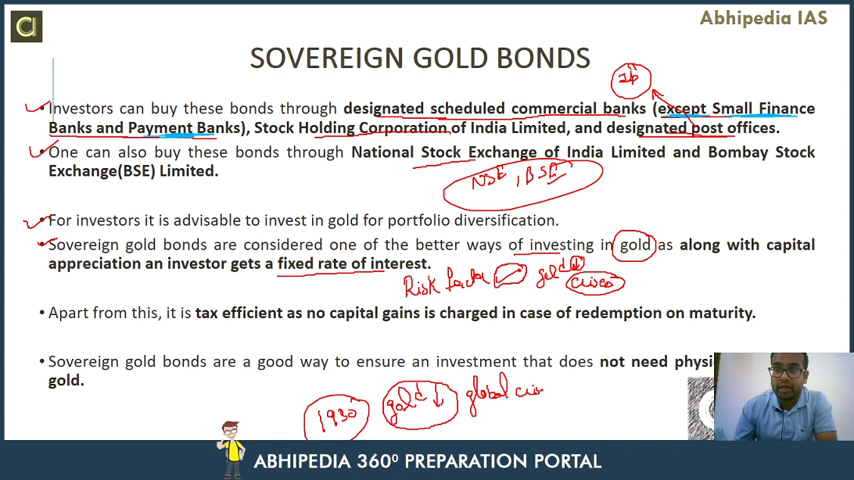 Abhipedia IAS
SOVEREIGN GOLD BONDS
• Investors can buy these bonds through designated scheduled commercial banks (except Small Finance
Banks and Payment Banks), Stock Holding Corporation of India Limited, and designated post offices.
• One can also buy these bonds through National Stock Exchange of India Limited and Bombay Stock
Exchange(BSE) Limited.
NSE, BSE
• For investors it is advisable to invest in gold for portfolio diversification.
• Sovereign gold bonds are considered one of the better ways of investing in gold as along with capital
appreciation an investor gets a fixed rate of interest.
Risk factor gold ↓
• Apart from this, it is tax efficient as no capital gains is charged in case of redemption on maturity.
• Sovereign gold bonds are a good way to ensure an investment that does not need physi
gold.
1930 gold ↓ global
ABHIPEDIA 360⁰ PREPARATION PORTAL